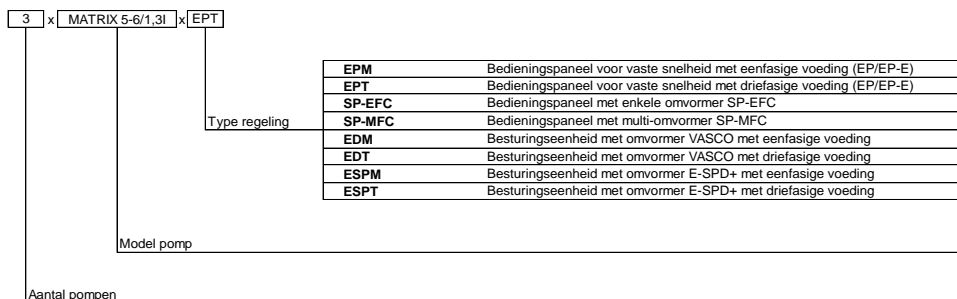 3 x MATRIX 5-6/1,3I x EPT
EPM Bedieningspaneel voor vaste snelheid met eenfasige voeding (EP/EP-E)
EPT Bedieningspaneel voor vaste snelheid met driefasige voeding (EP/EP-E)
SP-EFC Bedieningspaneel met enkele omvormer SP-EFC
Type regeling SP-MFC Bedieningspaneel met multi-omvormer SP-MFC
EDM Besturingseenheid met omvormer VASCO met eenfasige voeding
EDT Besturingseenheid met omvormer VASCO met driefasige voeding
ESPM Besturingseenheid met omvormer E-SPD+ met eenfasige voeding
ESPT Besturingseenheid met omvormer E-SPD+ met driefasige voeding
Model pomp
Aantal pompen